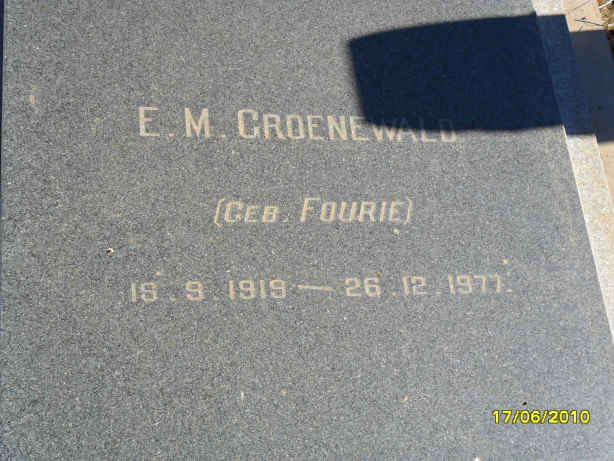 E. M. GROENEWALD
(GEB. FOURIE)
18. 9. 1919 — 26. 12. 1977.
17/06/2010